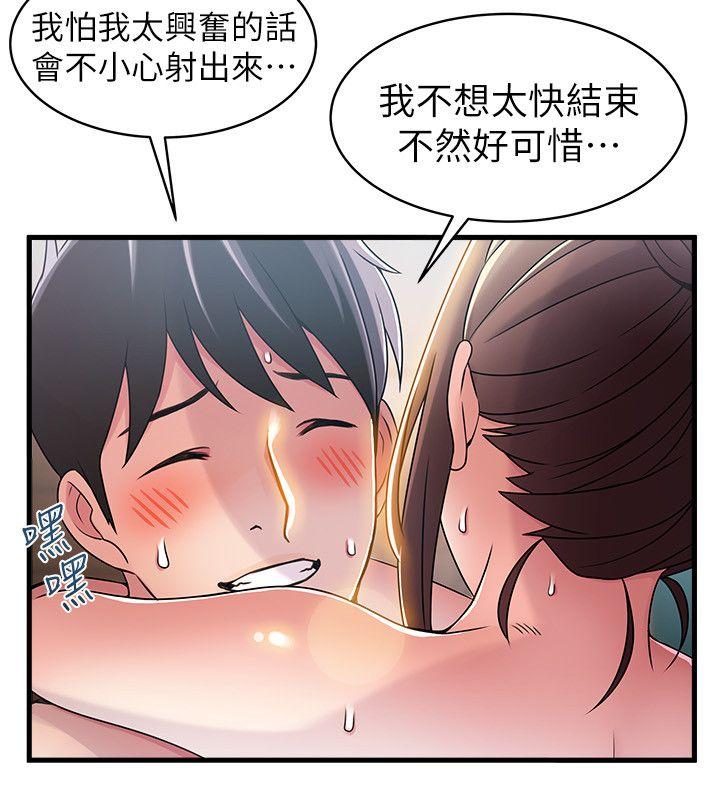 我怕我太興奮的話
會不小心射出來…
我不想太快結束
不然好可惜…
嘿
嘿